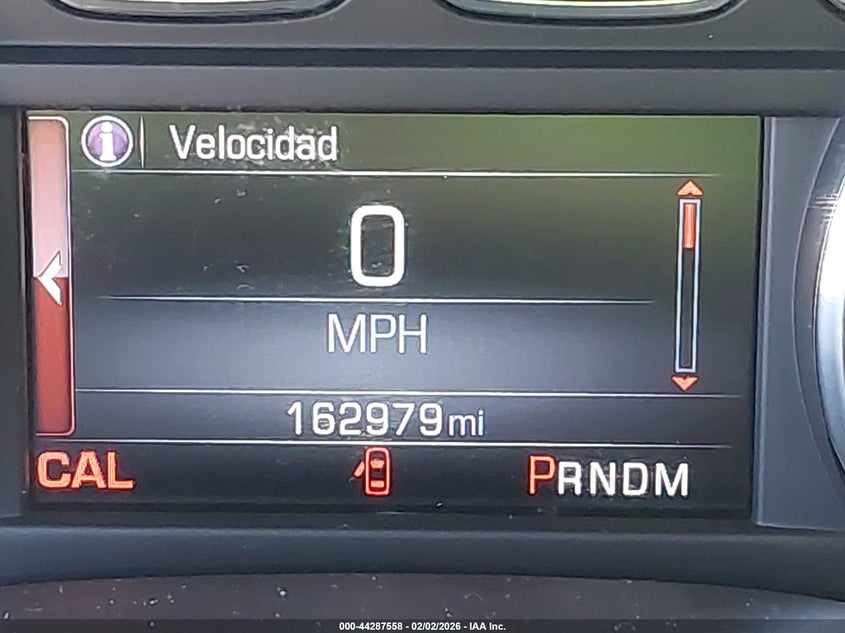 i Velocidad
0
MPH
162979mi
CAL
PRNDM
000-44287558 - 02/02/2026 - IAA Inc.